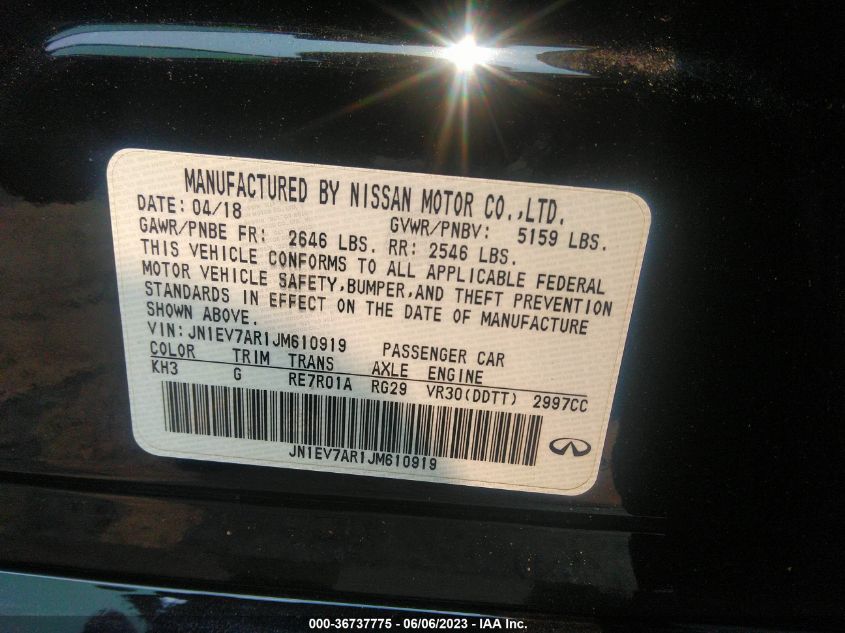 MANUFACTURED BY NISSAN MOTOR CO.,LTD.
DATE: 04/18 GVWR/PNBV: 5159 LBS.
GAWR/PNBE FR: 2646 LBS. RR: 2546 LBS.
THIS VEHICLE CONFORMS TO ALL APPLICABLE FEDERAL
MOTOR VEHICLE SAFETY,BUMPER,AND THEFT PREVENTION
STANDARDS IN EFFECT ON THE DATE OF MANUFACTURE
SHOWN ABOVE.
VIN:JN1EV7AR1JM610919 PASSENGER CAR
COLOR TRIM TRANS AXLE ENGINE
KH3 G RE7R01A RG29 VR30(DDTT) 2997CC
JN1EV7AR1JM610919
000-36737775 - 06/06/2023 - IAA Inc.